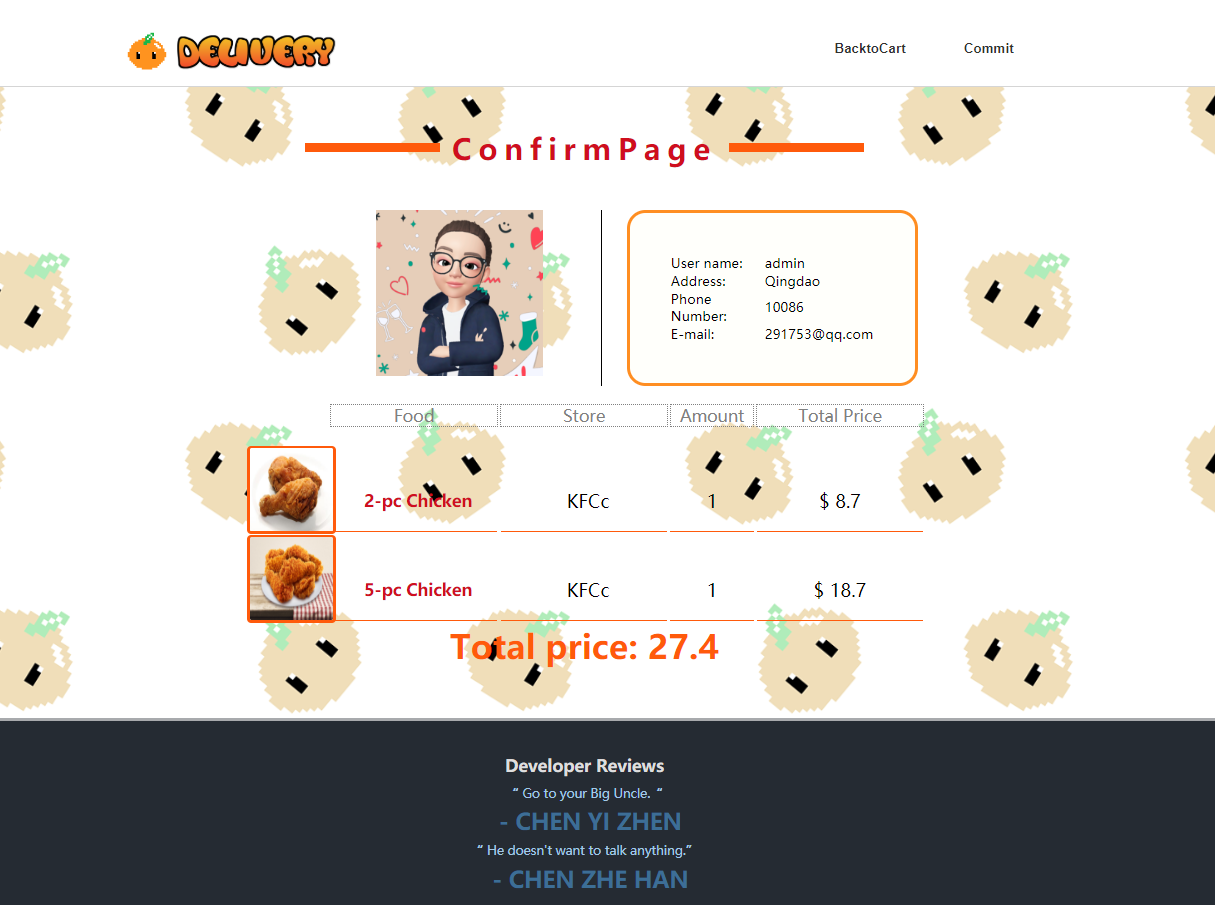 DELIVERY
BacktoCart Commit
ConfirmPage
User name: admin
Address: Qingdao
Phone
Number: 10086
E-mail: 291753@qq.com
Food Store Amount Total Price
2-pc Chicken KFCc 1 $ 8.7
5-pc Chicken KFCc 1 $ 18.7
Total price: 27.4
Developer Reviews
“ Go to your Big Uncle. “
- CHEN YI ZHEN
“ He doesn't want to talk anything.”
- CHEN ZHE HAN